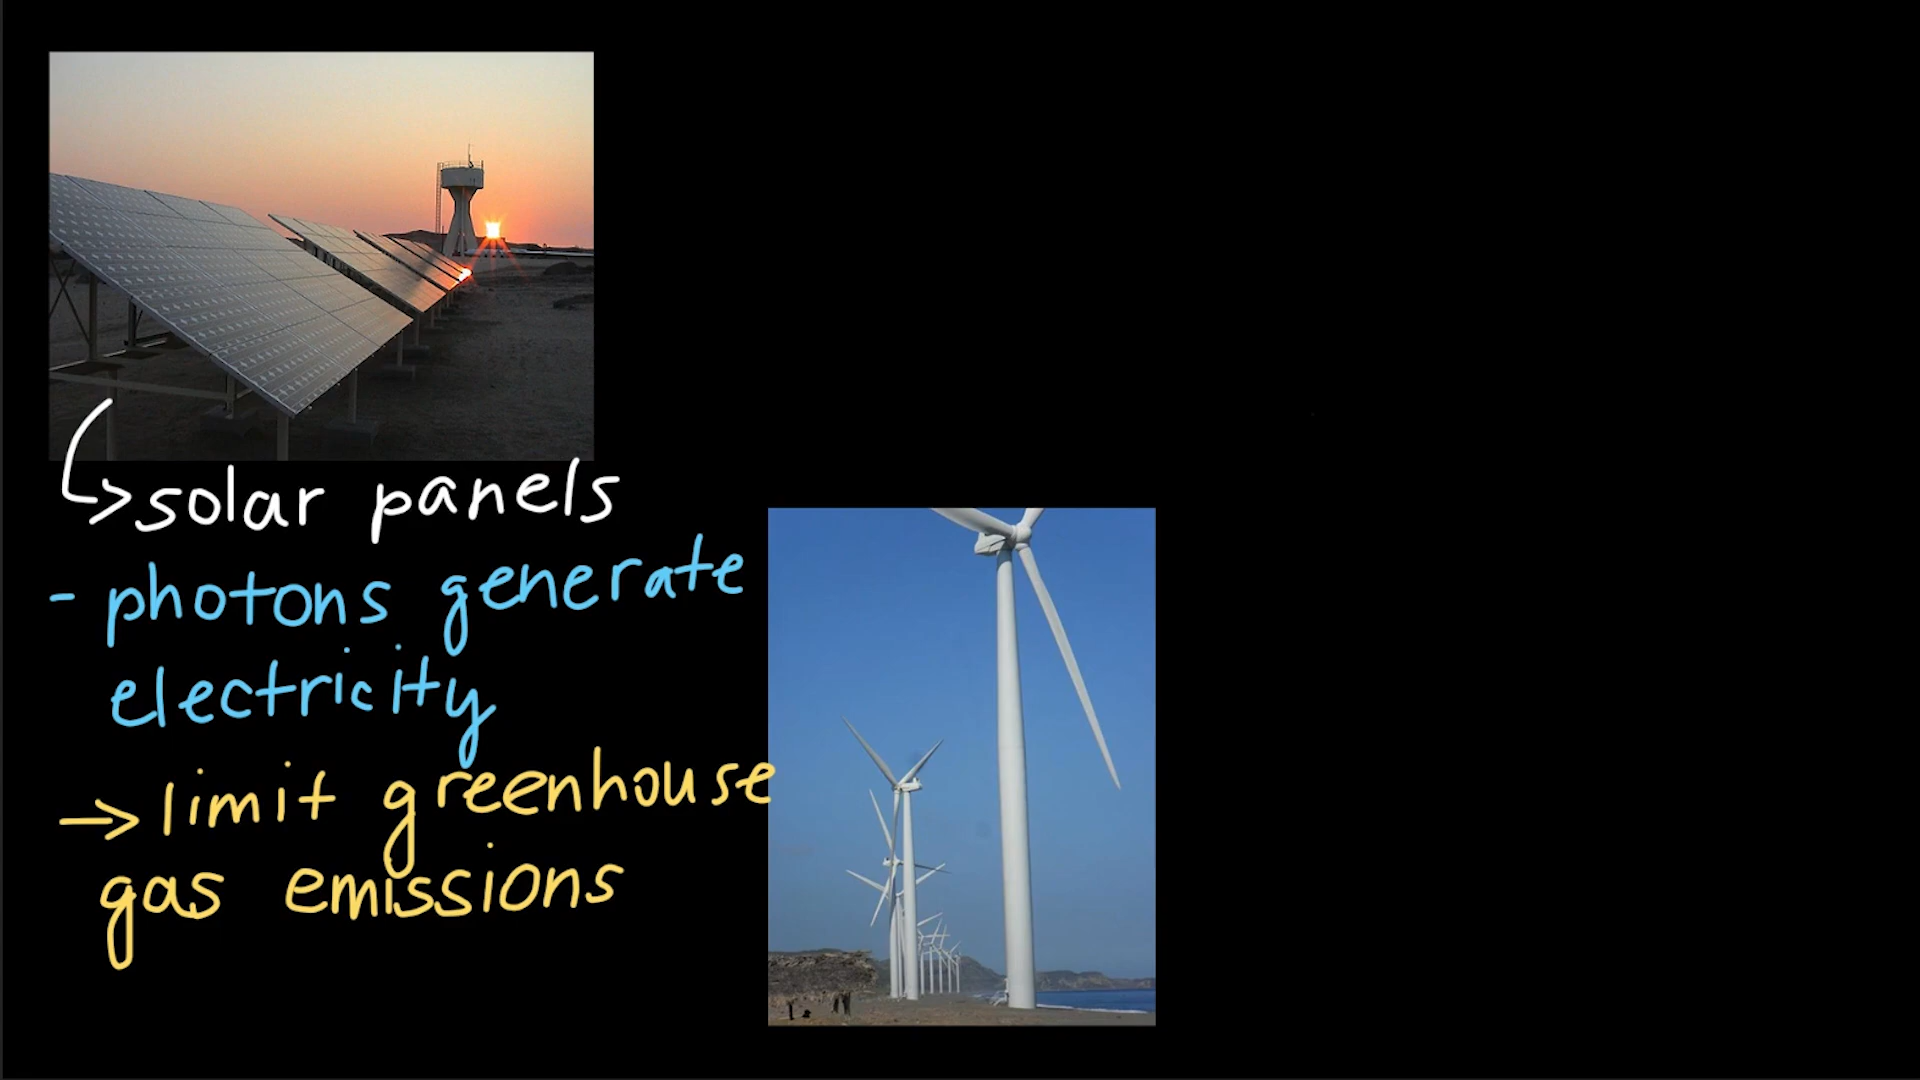 solar panels
- photons generate
electricity
→ limit greenhouse
gas emissions